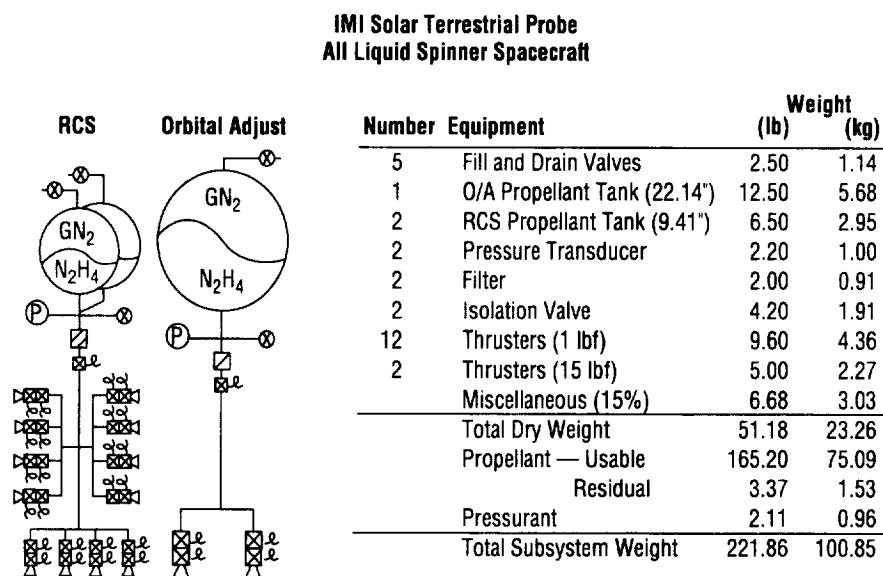 IMI Solar Terrestrial Probe
All Liquid Spinner Spacecraft
RCS
Orbital Adjust
GN2
N2H4
P
GN2
N2H4
P
Weight
Number Equipment (lb) (kg)
5 Fill and Drain Valves 2.50 1.14
1 O/A Propellant Tank (22.14") 12.50 5.68
2 RCS Propellant Tank (9.41") 6.50 2.95
2 Pressure Transducer 2.20 1.00
2 Filter 2.00 0.91
2 Isolation Valve 4.20 1.91
12 Thrusters (1 lbf) 9.60 4.36
2 Thrusters (15 lbf) 5.00 2.27
Miscellaneous (15%) 6.68 3.03
Total Dry Weight 51.18 23.26
Propellant — Usable 165.20 75.09
Residual 3.37 1.53
Pressurant 2.11 0.96
Total Subsystem Weight 221.86 100.85